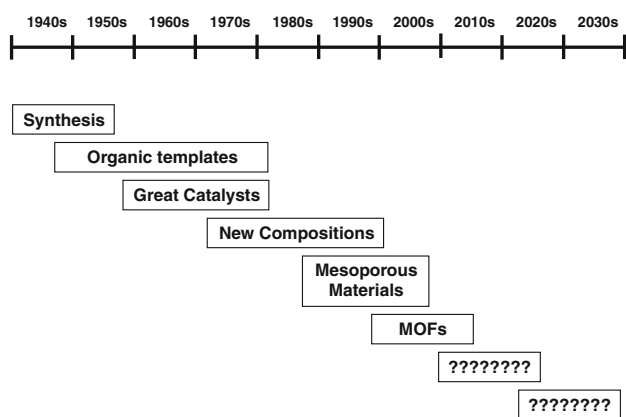 1940s 1950s 1960s 1970s 1980s 1990s 2000s 2010s 2020s 2030s
Synthesis
Organic templates
Great Catalysts
New Compositions
Mesoporous
Materials
MOFs
????????
????????